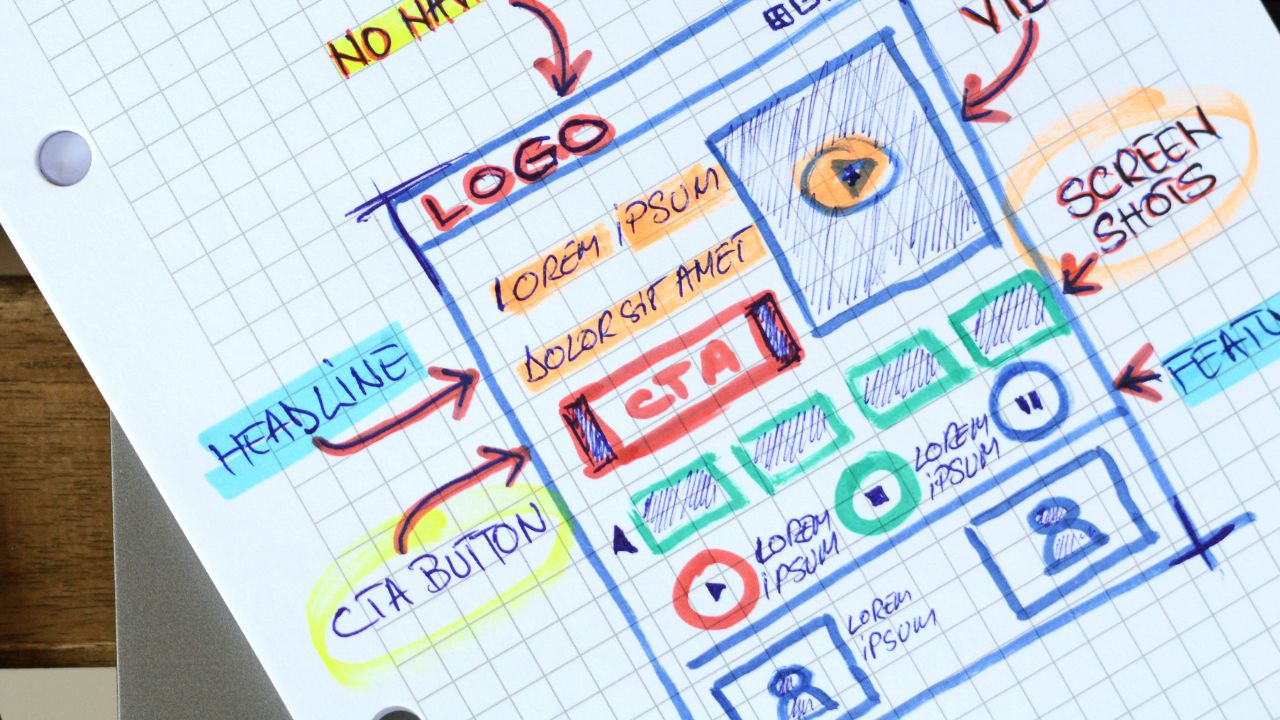 NO NAV
LOGO
LOREM iPSUM
DOLOR SiT AMET
CTA
SCREEN
SHOTS
HEADLiNE
CTA BUTTON
LOREM
iPSUM
LOREM
iPSUM
LOREM
iPSUM